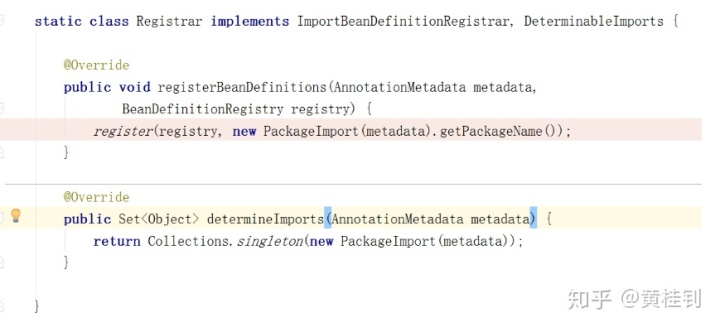 static class Registrar implements ImportBeanDefinitionRegistrar, DeterminableImports {
@Override
public void registerBeanDefinitions(AnnotationMetadata metadata,
BeanDefinitionRegistry registry) {
register(registry, new PackageImport(metadata).getPackageName());
}
@Override
public Set<Object> determineImports(AnnotationMetadata metadata) {
return Collections.singleton(new PackageImport(metadata));
}
}
知乎 @黄桂钊